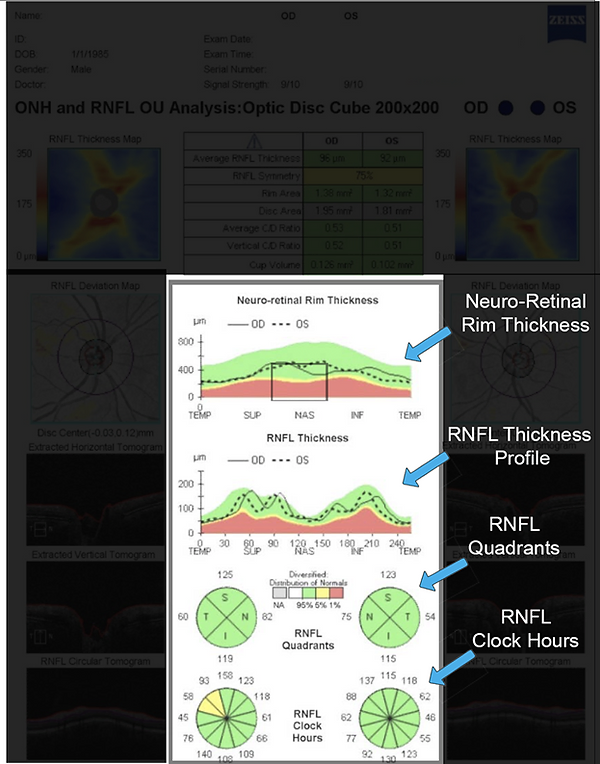 Name: OD OS
ZEISS
ID: Exam Date:
DOB: 1/1/1985 Exam Time:
Gender: Male Serial Number:
Doctor: Signal Strength: 9/10 9/10
ONH and RNFL OU Analysis:Optic Disc Cube 200x200 OD OS
RNFL Thickness Map
350
175
0 µm
OD OS
Average RNFL Thickness 96 µm 92 µm
RNFL Symmetry 75%
Rim Area 1.38 mm² 1.32 mm²
Disc Area 1.95 mm² 1.81 mm²
Average C/D Ratio 0.53 0.51
Vertical C/D Ratio 0.52 0.51
Cup Volume 0.126 mm³ 0.102 mm³
RNFL Thickness Map
350
175
0 µm
RNFL Deviation Map
Disc Center(-0.03,0.12)mm
Extracted Horizontal Tomogram
Extracted Vertical Tomogram
RNFL Circular Tomogram
Neuro-retinal Rim Thickness
µm OD OS
800
400
0
TEMP SUP NAS INF TEMP
RNFL Thickness
µm OD OS
200
100
0
0 30 60 90 120 150 180 210 240
TEMP SUP NAS INF TEMP
Diversified:
Distribution of Normals
NA 95% 5% 1%
125
60 S T N I 82
119
RNFL
Quadrants
123
75 S N T I 54
115
93 158 123
58 118
45 61
76 66
140 108 109
RNFL
Clock
Hours
137 115 118
88 62
62 46
77 55
92 130 123
RNFL Deviation Map
RNFL Circular Tomogram
Neuro-Retinal
Rim Thickness
RNFL Thickness
Profile
RNFL
Quadrants
RNFL
Clock Hours